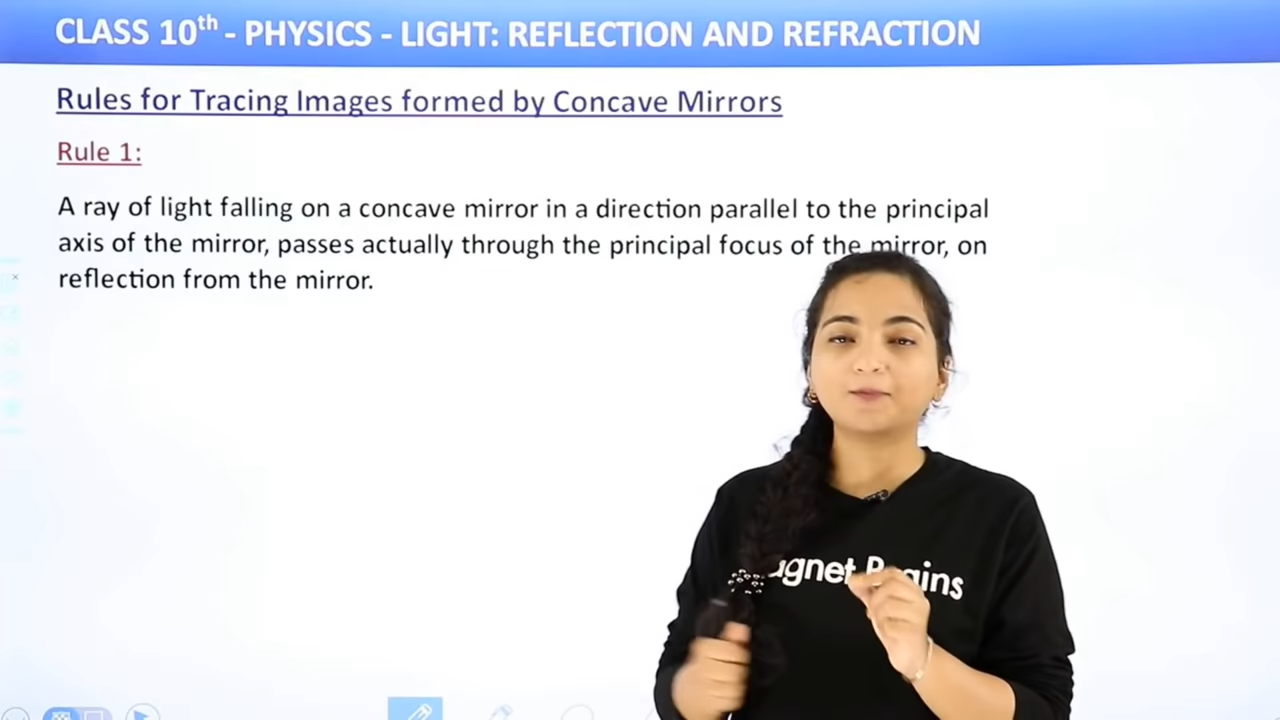 CLASS 10th - PHYSICS - LIGHT: REFLECTION AND REFRACTION
Rules for Tracing Images formed by Concave Mirrors
Rule 1:
A ray of light falling on a concave mirror in a direction parallel to the principal
axis of the mirror, passes actually through the principal focus of the mirror, on
reflection from the mirror.